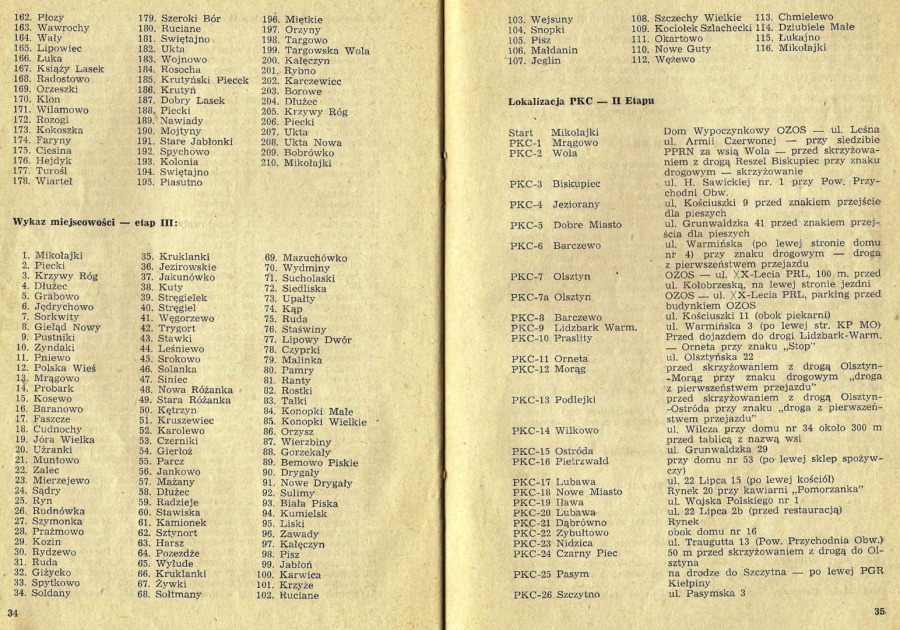 162. Płozy
163. Wawrochy
164. Wały
165. Lipowiec
166. Łuka
167. Książy Lasek
168. Radostowo
169. Orzeszki
170. Klon
171. Wilamowo
172. Rozogi
173. Kokoszka
174. Faryny
175. Ciesina
176. Hejdyk
177. Turośl
178. Wiartel
179. Szeroki Bór
180. Ruciane
181. Świętajno
182. Ukta
183. Wojnowo
184. Rosocha
185. Krutyński Piecek
186. Krutyń
187. Dobry Lasek
188. Piecki
189. Nawiady
190. Mojtyny
191. Stare Jabłonki
192. Spychowo
193. Kolonia
194. Świętajno
195. Piasutno
196. Miętkie
197. Orzyny
198. Targowo
199. Targowska Wola
200. Kałęczyn
201. Rybno
202. Karczewiec
203. Borowe
204. Dłużec
205. Krzywy Róg
206. Piecki
207. Ukta
208. Ukta Nowa
209. Bobrówko
210. Mikołajki
Wykaz miejscowości — etap III:
1. Mikołajki
2. Piecki
3. Krzywy Róg
4. Dłużec
5. Grabowo
6. Jędrychowo
7. Sorkwity
8. Giełąd Nowy
9. Pustniki
10. Zyndaki
11. Pniewo
12. Polska Wieś
13. Mrągowo
14. Probark
15. Kosewo
16. Baranowo
17. Faszcze
18. Cudnochy
19. Jóra Wielka
20. Użranki
21. Muntowo
22. Zalec
23. Mierzejewo
24. Sądry
25. Ryn
26. Rudnówka
27. Szymonka
28. Prażmowo
29. Kozin
30. Rydzewo
31. Ruda
32. Giżycko
33. Spytkowo
34. Sołdany
35. Kruklanki
36. Jeziorowskie
37. Jakunówko
38. Kuty
39. Stręgielek
40. Stręgiel
41. Węgorzewo
42. Trygort
43. Stawki
44. Leśniewo
45. Srokowo
46. Solanka
47. Siniec
48. Nowa Różanka
49. Stara Różanka
50. Kętrzyn
51. Kruszewiec
52. Karolewo
53. Czerniki
54. Gierłoż
55. Parcz
56. Jankowo
57. Mażany
58. Dłużec
59. Radzieje
60. Stawiska
61. Kamionek
62. Sztynort
63. Harsz
64. Pozezdże
65. Wyłude
66. Kruklanki
67. Żywki
68. Sołtmany
69. Mazuchówko
70. Wydminy
71. Sucholaski
72. Siedliska
73. Upałty
74. Kąp
75. Ruda
76. Staświny
77. Lipowy Dwór
78. Czyprki
79. Malinka
80. Pamry
81. Ranty
82. Rostki
83. Talki
84. Konopki Małe
85. Konopki Wielkie
86. Orzysz
87. Wierzbiny
88. Gorzekały
89. Bemowo Piskie
90. Drygały
91. Nowe Drygały
92. Sulimy
93. Biała Piska
94. Kumielsk
95. Liski
96. Zawady
97. Kałęczyn
98. Pisz
99. Jabłoń
100. Karwica
101. Krzyże
102. Ruciane
34
103. Wejsuny
104. Snopki
105. Pisz
106. Małdanin
107. Jeglin
108. Szczechy Wielkie
109. Kociołek Szlachecki
110. Nowe Guty
111. Okartowo
112. Wężewo
113. Chmielewo
114. Dziubiele Małe
115. Łukajno
116. Mikołajki
Lokalizacja PKC — II Etapu
Start Mikołajki Dom Wypoczynkowy OZOS — ul. Leśna
PKC-1 Mrągowo ul. Armii Czerwonej — przy siedzibie
PKC-2 Wola PPRN za wsią Wola — przed skrzyżowa-
niem z drogą Reszel Biskupiec przy znaku
drogowym — skrzyżowanie
PKC-3 Biskupiec ul. H. Sawickiej nr. 1 przy Pow. Przy-
chodni Obw.
PKC-4 Jeziorany ul. Kościuszki 9 przed znakiem przejście
dla pieszych
PKC-5 Dobre Miasto ul. Grunwaldzka 41 przed znakiem przej-
ścia dla pieszych
PKC-6 Barczewo ul. Warmińska (po lewej stronie domu
nr 4) przy znaku drogowym — droga
z pierwszeństwem przejazdu
PKC-7 Olsztyn OZOS — ul. XX-Lecia PRL, 100 m. przed
ul. Kołobrzeską, na lewej stronie jezdni
PKC-7a Olsztyn OZOS — ul. XX-Lecia PRL, parking przed
budynkiem OZOS
PKC-8 Barczewo ul. Kościuszki 11 (obok piekarni)
PKC-9 Lidzbark Warm. ul. Warmińska 3 (po lewej str. KP MO)
PKC-10 Praslity Przed dojazdem do drogi Lidzbark-Warm.
— Orneta przy znaku „Stop"
PKC-11 Orneta ul. Olsztyńska 22
PKC-12 Morąg przed skrzyżowaniem z drogą Olsztyn-
-Morąg przy znaku drogowym „droga
z pierwszeństwem przejazdu"
PKC-13 Podlejki przed skrzyżowaniem z drogą Olsztyn-
-Ostróda przy znaku „droga z pierwszeń-
stwem przejazdu"
PKC-14 Wilkowo ul. Wilcza przy domu nr 34 około 300 m
przed tablicą z nazwą wsi
PKC-15 Ostróda ul. Grunwaldzka 29
PKC-16 Pietrzwałd przy domu nr 53 (po lewej sklep spożyw-
czy)
PKC-17 Lubawa ul. 22 Lipca 15 (po lewej kościół)
PKC-18 Nowe Miasto Rynek 20 przy kawiarni „Pomorzanka"
PKC-19 Iława ul. Wojska Polskiego nr 1
PKC-20 Lubawa ul. 22 Lipca 2b (przed restauracją)
PKC-21 Dąbrówno Rynek
PKC-22 Zybułtowo obok domu nr 16
PKC-23 Nidzica ul. Traugutta 13 (Pow. Przychodnia Obw.)
PKC-24 Czarny Piec 50 m przed skrzyżowaniem z drogą do Ol-
sztyna
PKC-25 Pasym na drodze do Szczytna — po lewej PGR
Kiełpiny
PKC-26 Szczytno ul. Pasymska 3
35